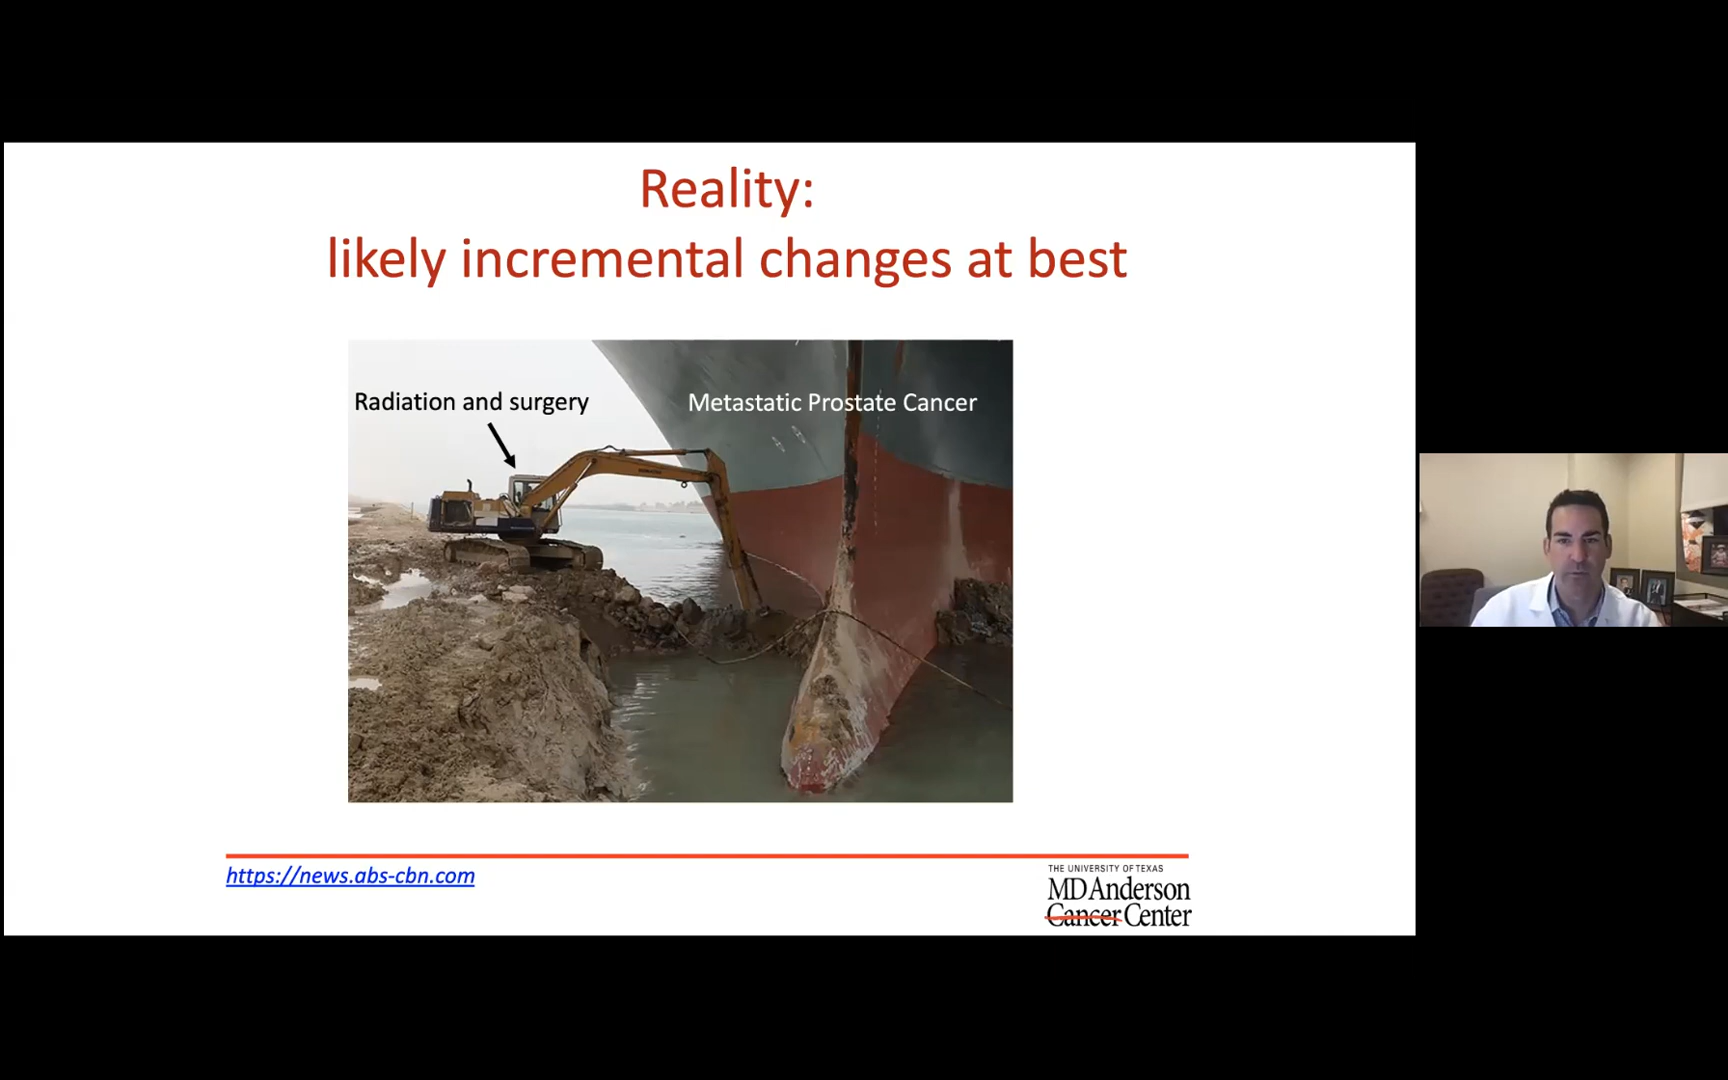 Reality:
likely incremental changes at best
Radiation and surgery
Metastatic Prostate Cancer
https://news.abs-cbn.com
THE UNIVERSITY OF TEXAS
MD Anderson
Cancer Center